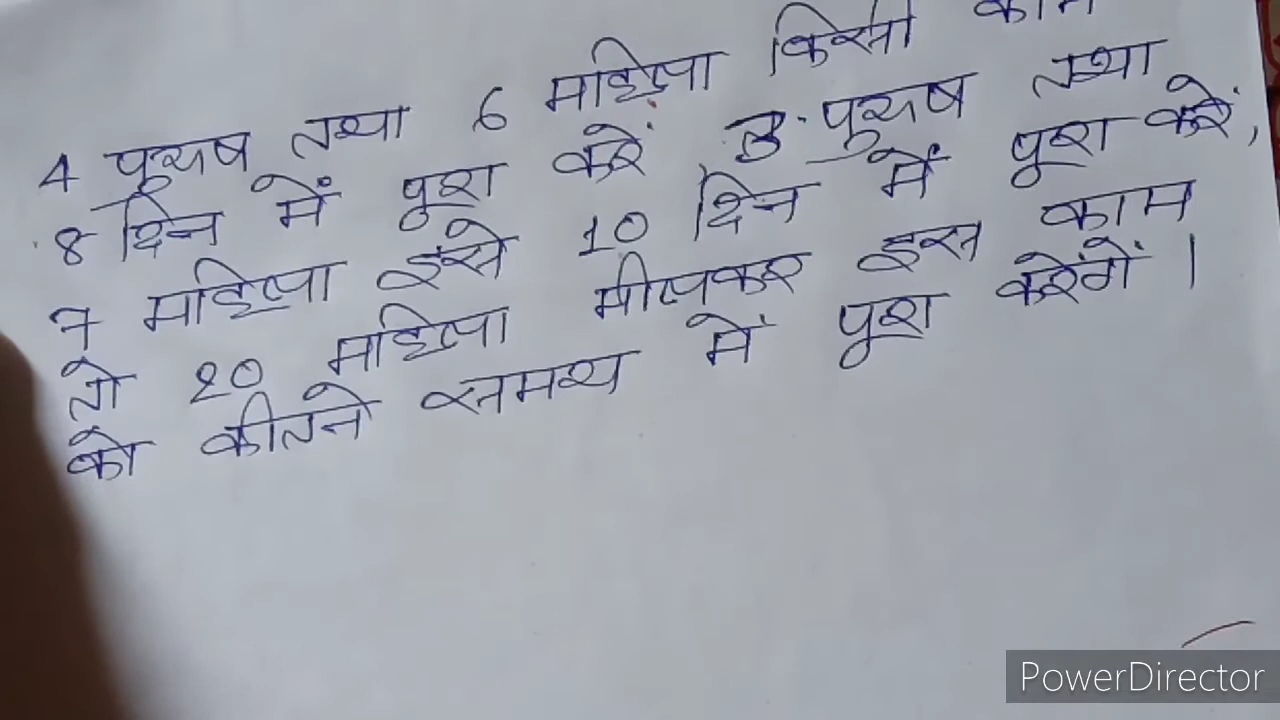 4 पुरुष तथा 6 महिला किसी काम
8 दिन में पूरा करें, 3 पुरुष तथा
7 महिला इसे 10 दिन में पूरा करें,
तो 20 महिला मीलकर इस काम
को कीतने समय में पूरा करेंगें।
PowerDirector